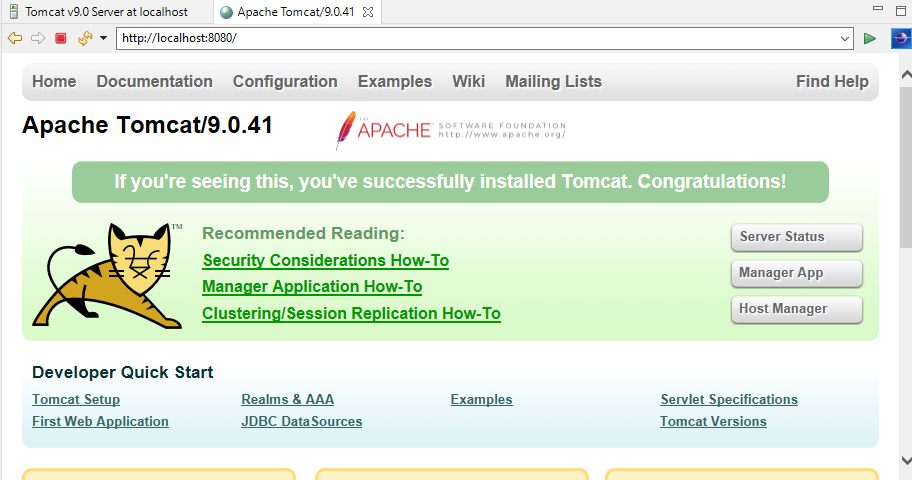 Tomcat v9.0 Server at localhost Apache Tomcat/9.0.41
http://localhost:8080/
Home Documentation Configuration Examples Wiki Mailing Lists Find Help
Apache Tomcat/9.0.41
THE APACHE SOFTWARE FOUNDATION
http://www.apache.org/
If you're seeing this, you've successfully installed Tomcat. Congratulations!
TM
Recommended Reading:
Security Considerations How-To
Manager Application How-To
Clustering/Session Replication How-To
Server Status
Manager App
Host Manager
Developer Quick Start
Tomcat Setup Realms & AAA Examples Servlet Specifications
First Web Application JDBC DataSources Tomcat Versions